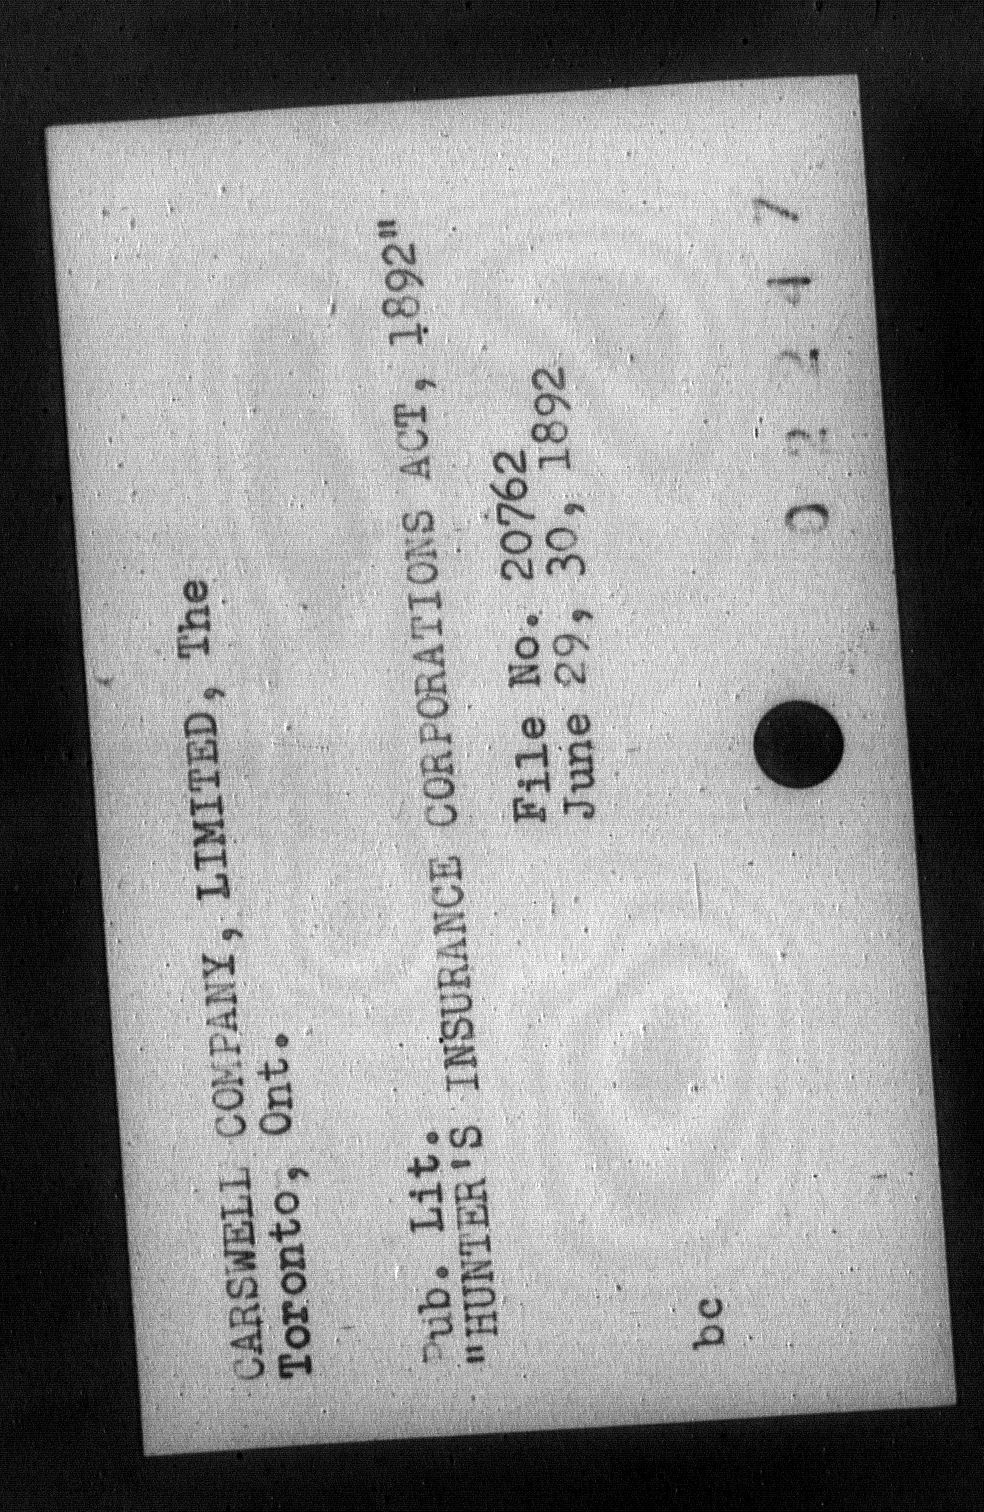 CARSWELL COMPANY, LIMITED, The
Toronto, Ont.
Pub. Lit.
"HUNTER'S INSURANCE CORPORATIONS ACT, 1892"
File No. 20762
June 29, 30, 1892
bc
02247